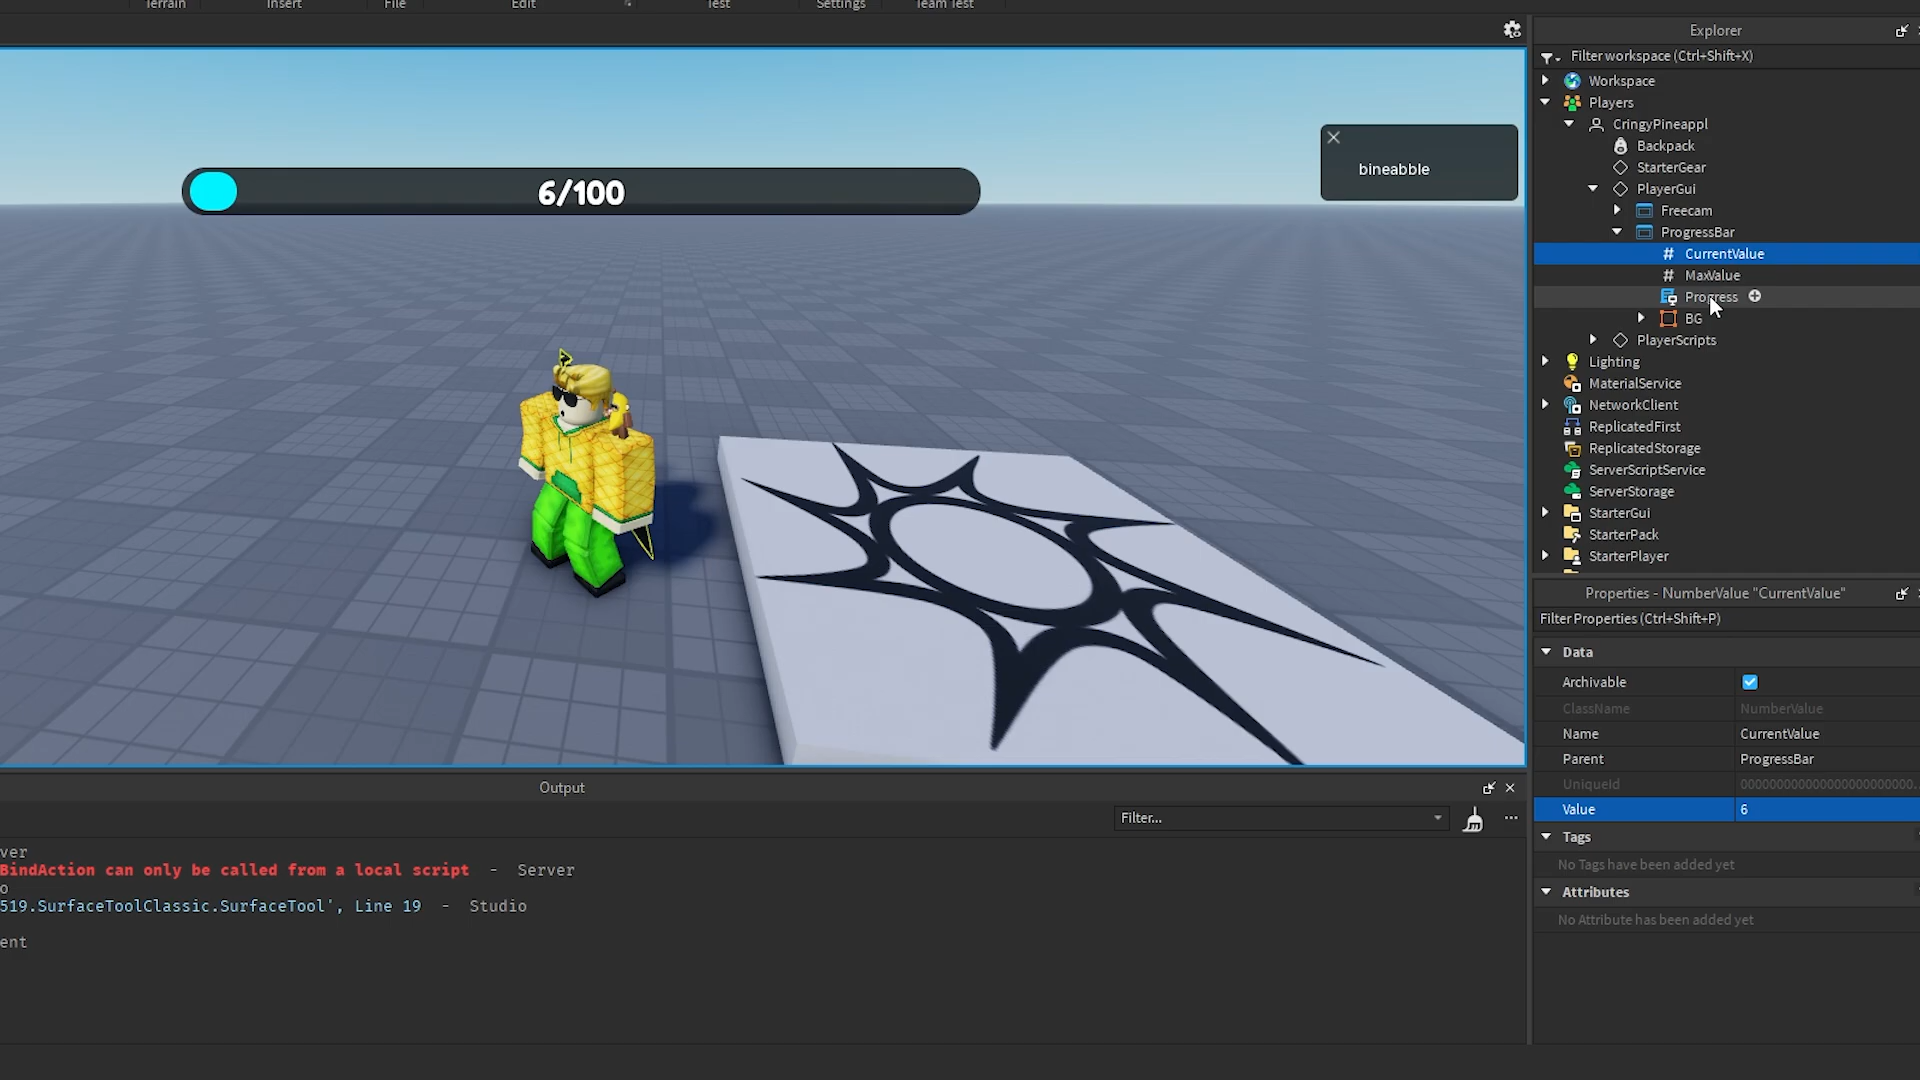 Terrain Insert File Edit Test Settings Team Test
Explorer
Filter workspace (Ctrl+Shift+X)
Workspace
Players
CringyPineappl
Backpack
StarterGear
PlayerGui
Freecam
ProgressBar
CurrentValue
MaxValue
Progress
BG
PlayerScripts
Lighting
MaterialService
NetworkClient
ReplicatedFirst
ReplicatedStorage
ServerScriptService
ServerStorage
StarterGui
StarterPack
StarterPlayer
6/100
bineabble
Properties - NumberValue "CurrentValue"
Filter Properties (Ctrl+Shift+P)
Data
Archivable
ClassName NumberValue
Name CurrentValue
Parent ProgressBar
UniqueId 000000000000000000000000...
Value 6
Tags
No Tags have been added yet
Attributes
No Attribute has been added yet
Output
Filter...
ver
BindAction can only be called from a local script - Server
o
519.SurfaceToolClassic.SurfaceTool', Line 19 - Studio
ent